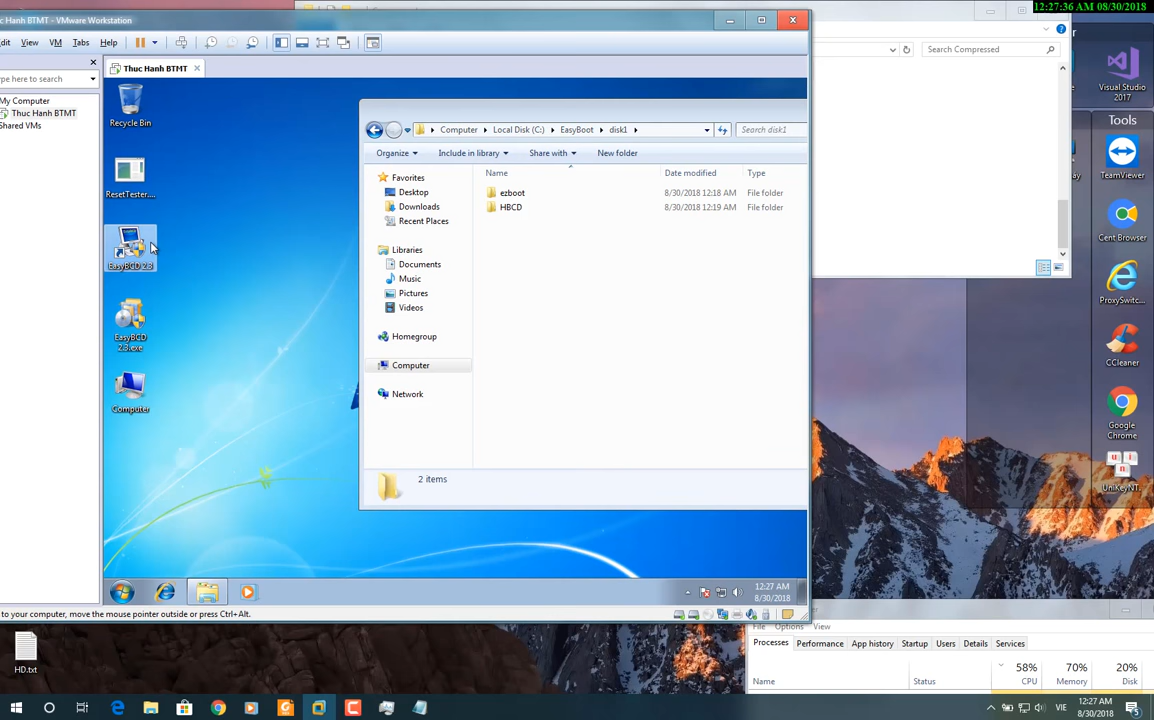 12:27:36 AM 08/30/2018
Thuc Hanh BTMT - VMware Workstation
View VM Tabs Help
Search Compressed
Type here to search
Thuc Hanh BTMT
My Computer
Thuc Hanh BTMT
Shared VMs
Recycle Bin
ResetTester....
EasyBCD 2.3
EasyBCD
2.3.exe
Computer
Computer Local Disk (C:) EasyBoot disk1
Search disk1
Organize Include in library Share with New folder
Favorites
Desktop
Downloads
Recent Places
Libraries
Documents
Music
Pictures
Videos
Homegroup
Computer
Network
Name Date modified Type
ezboot 8/30/2018 12:18 AM File folder
HBCD 8/30/2018 12:19 AM File folder
2 items
12:27 AM
8/30/2018
to your computer, move the mouse pointer outside or press Ctrl+Alt.
Visual Studio
2017
Tools
TeamViewer
Cent Browser
ProxySwitc...
CCleaner
Google
Chrome
UniKeyNT.
HD.txt
File Options View
Processes Performance App history Startup Users Details Services
58% 70% 20%
Name Status CPU Memory Disk
VIE
12:27 AM
8/30/2018
5